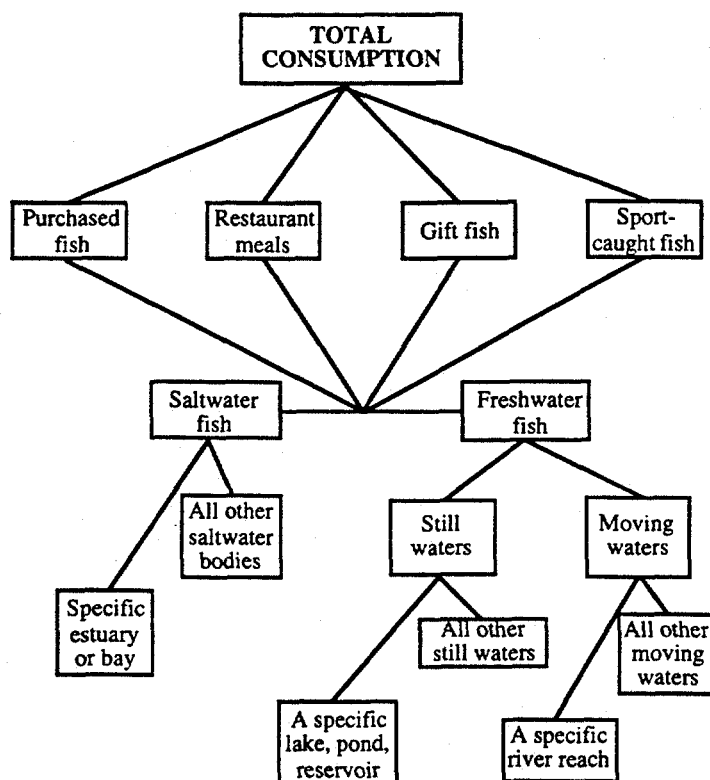 TOTAL
CONSUMPTION
Purchased
fish
Restaurant
meals
Gift fish
Sport-
caught fish
Saltwater
fish
Freshwater
fish
All other
saltwater
bodies
Specific
estuary
or bay
Still
waters
Moving
waters
All other
still waters
All other
moving
waters
A specific
lake, pond,
reservoir
A specific
river reach